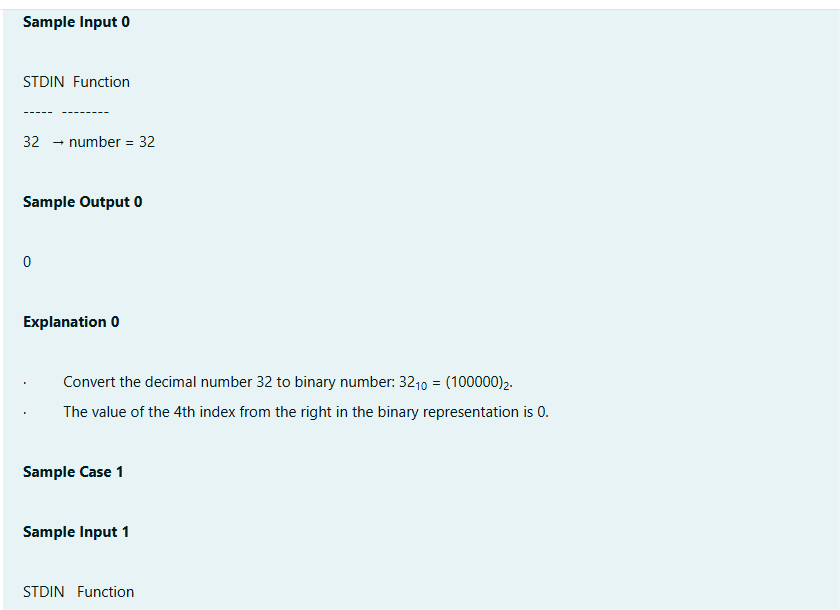 Sample Input 0
STDIN Function
----- --------
32 → number = 32
Sample Output 0
0
Explanation 0
· Convert the decimal number 32 to binary number: 32₁₀ = (100000)₂.
· The value of the 4th index from the right in the binary representation is 0.
Sample Case 1
Sample Input 1
STDIN Function